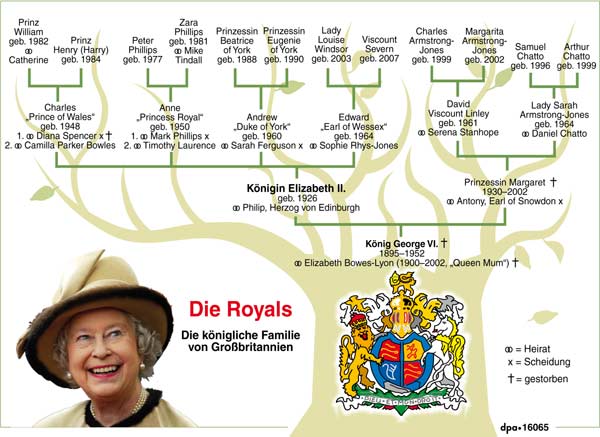 Prinz
William
geb. 1982
⚭
Catherine
Prinz
Henry (Harry)
geb. 1984
Peter
Phillips
geb. 1977
Zara
Phillips
geb. 1981
⚭ Mike
Tindall
Prinzessin
Beatrice
of York
geb. 1988
Prinzessin
Eugenie
of York
geb. 1990
Lady
Louise
Windsor
geb. 2003
Viscount
Severn
geb. 2007
Charles
Armstrong-
Jones
geb. 1999
Margarita
Armstrong-
Jones
geb. 2002
Samuel
Chatto
geb. 1996
Arthur
Chatto
geb. 1999
Charles
„Prince of Wales“
geb. 1948
1. ⚭ Diana Spencer x †
2. ⚭ Camilla Parker Bowles
Anne
„Princess Royal“
geb. 1950
1. ⚭ Mark Phillips x
2. ⚭ Timothy Laurence
Andrew
„Duke of York“
geb. 1960
⚭ Sarah Ferguson x
Edward
„Earl of Wessex“
geb. 1964
⚭ Sophie Rhys-Jones
David
Viscount Linley
geb. 1961
⚭ Serena Stanhope
Lady Sarah
Armstrong-Jones
geb. 1964
⚭ Daniel Chatto
Königin Elizabeth II.
geb. 1926
⚭ Philip, Herzog von Edinburgh
Prinzessin Margaret †
1930–2002
⚭ Antony, Earl of Snowdon x
König George VI. †
1895–1952
⚭ Elizabeth Bowes-Lyon (1900–2002, „Queen Mum“) †
Die Royals
Die königliche Familie
von Großbritannien
DIEU ET MON DROIT
⚭ = Heirat
x = Scheidung
† = gestorben
dpa•16065